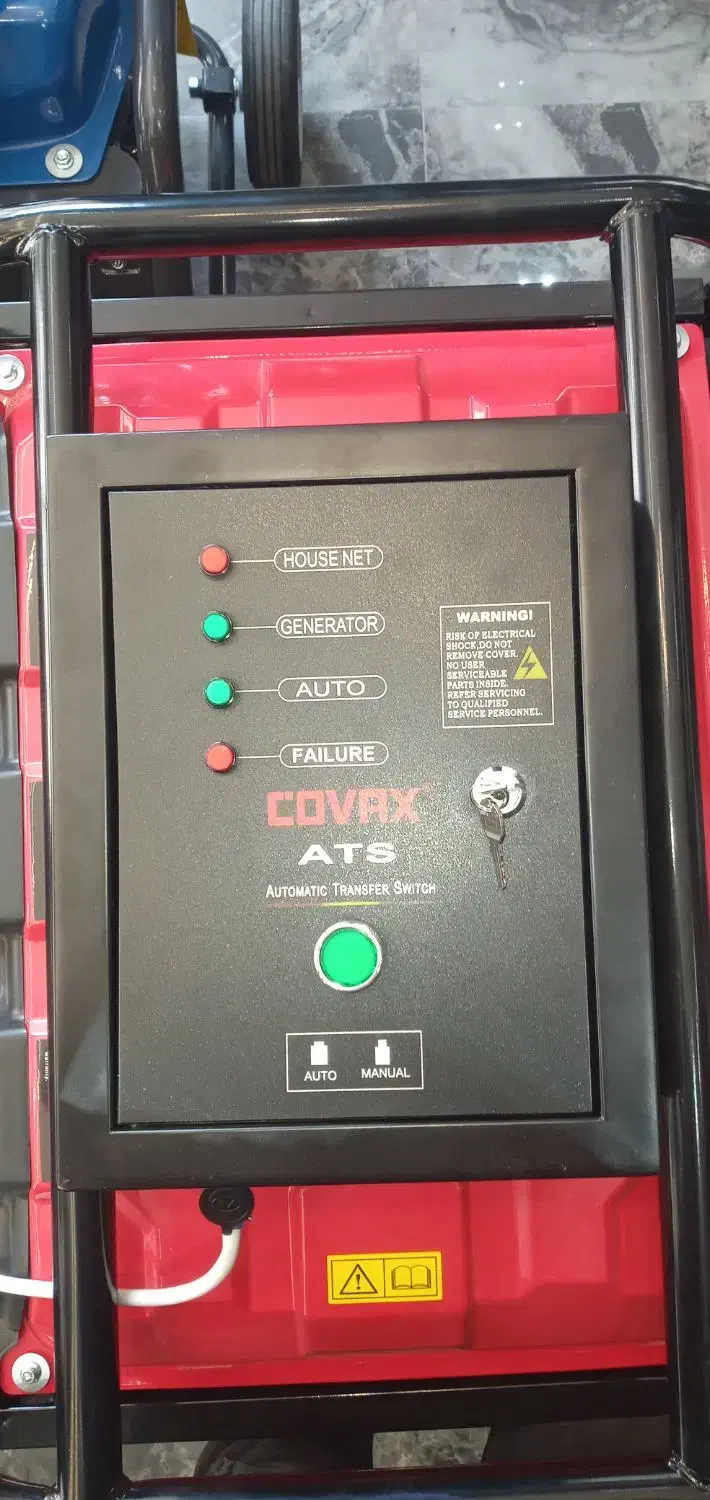 HOUSE NET
GENERATOR
AUTO
FAILURE
WARNING!
RISK OF ELECTRICAL
SHOCK,DO NOT
REMOVE COVER.
NO USER
SERVICEABLE
PARTS INSIDE.
REFER SERVICING
TO QUALIFIED
SERVICE PERSONNEL.
COVAX
ATS
AUTOMATIC TRANSFER SWITCH
AUTO
MANUAL